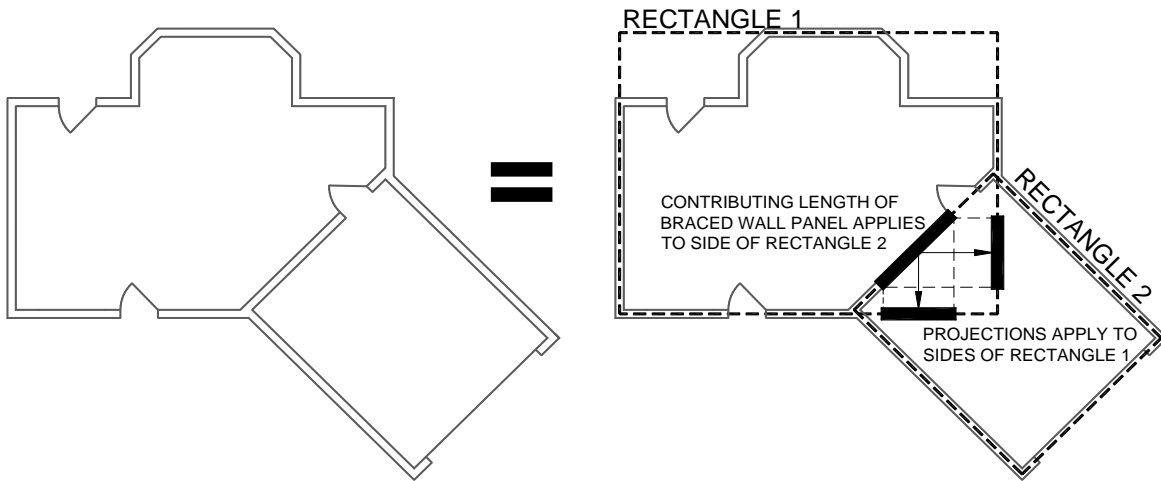 RECTANGLE 1
CONTRIBUTING LENGTH OF
BRACED WALL PANEL APPLIES
TO SIDE OF RECTANGLE 2
RECTANGLE 2
PROJECTIONS APPLY TO
SIDES OF RECTANGLE 1